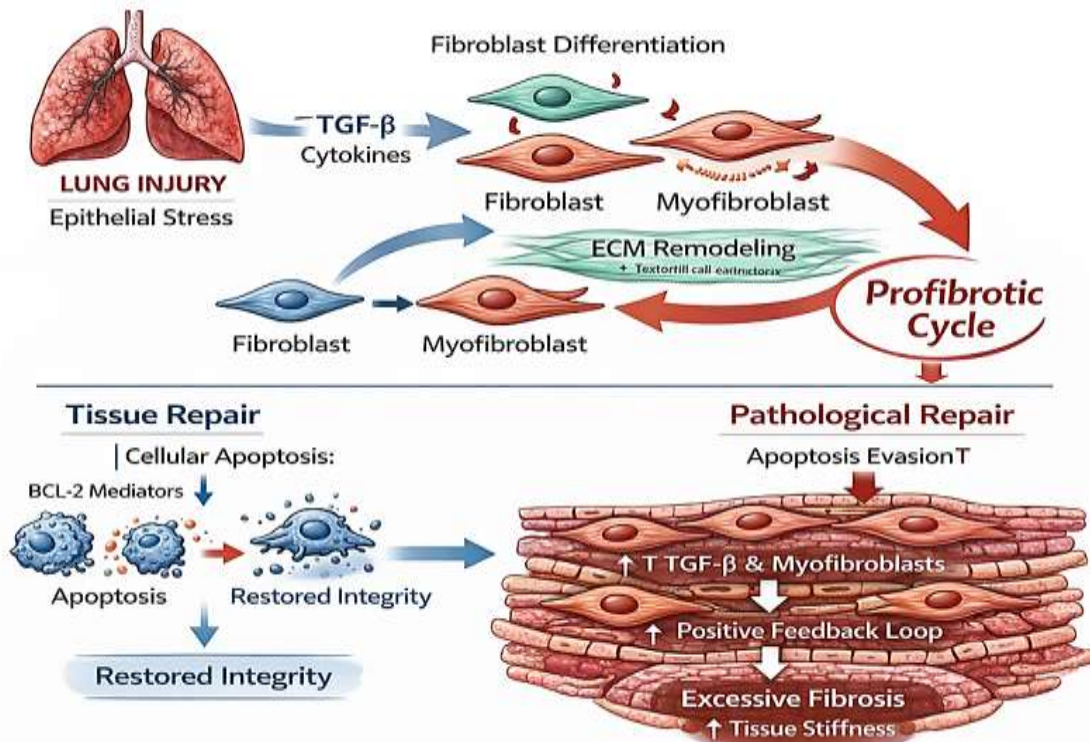 Fibroblast Differentiation
TGF-β
Cytokines
LUNG INJURY
Epithelial Stress
Fibroblast
Myofibroblast
ECM Remodeling
Profibrotic
Cycle
Fibroblast
Myofibroblast
Tissue Repair
| Cellular Apoptosis:
BCL-2 Mediators
Apoptosis
Restored Integrity
Restored Integrity
Pathological Repair
Apoptosis EvasionT
↑ T TGF-β & Myofibroblasts
↑ Positive Feedback Loop
Excessive Fibrosis
↑ Tissue Stiffness